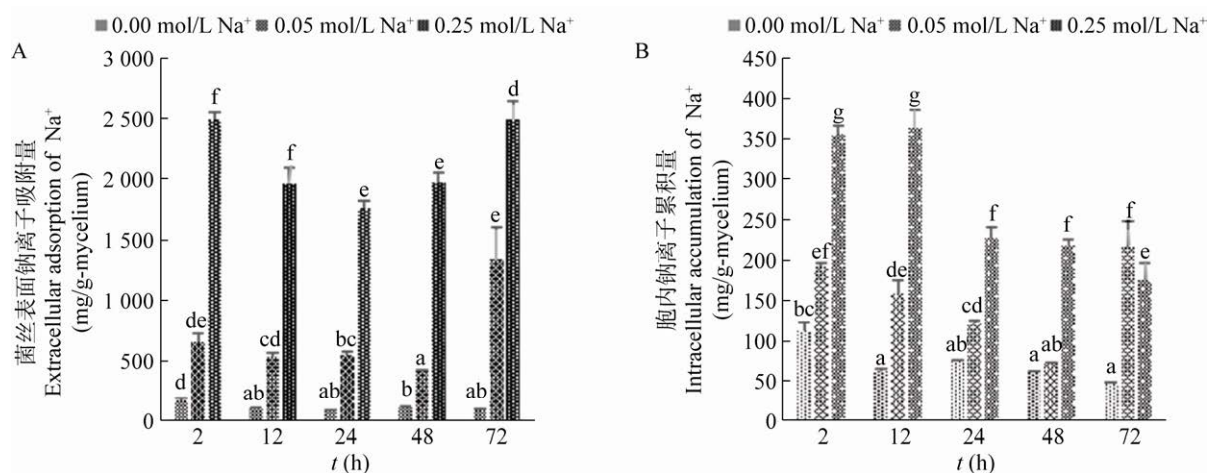 0.00 mol/L Na⁺ 0.05 mol/L Na⁺ 0.25 mol/L Na⁺
A
菌丝表面钠离子吸附量
Extracellular adsorption of Na⁺
(mg/g-mycelium)
3 000
2 500
2 000
1 500
1 000
500
0
d de f
ab cd f
ab bc e
b a e
ab e d
2 12 24 48 72
t (h)
0.00 mol/L Na⁺ 0.05 mol/L Na⁺ 0.25 mol/L Na⁺
B
胞内钠离子累积量
Intracellular accumulation of Na⁺
(mg/g-mycelium)
450
400
350
300
250
200
150
100
50
0
bc ef g
a de g
ab cd f
a ab f
a f e
2 12 24 48 72
t (h)